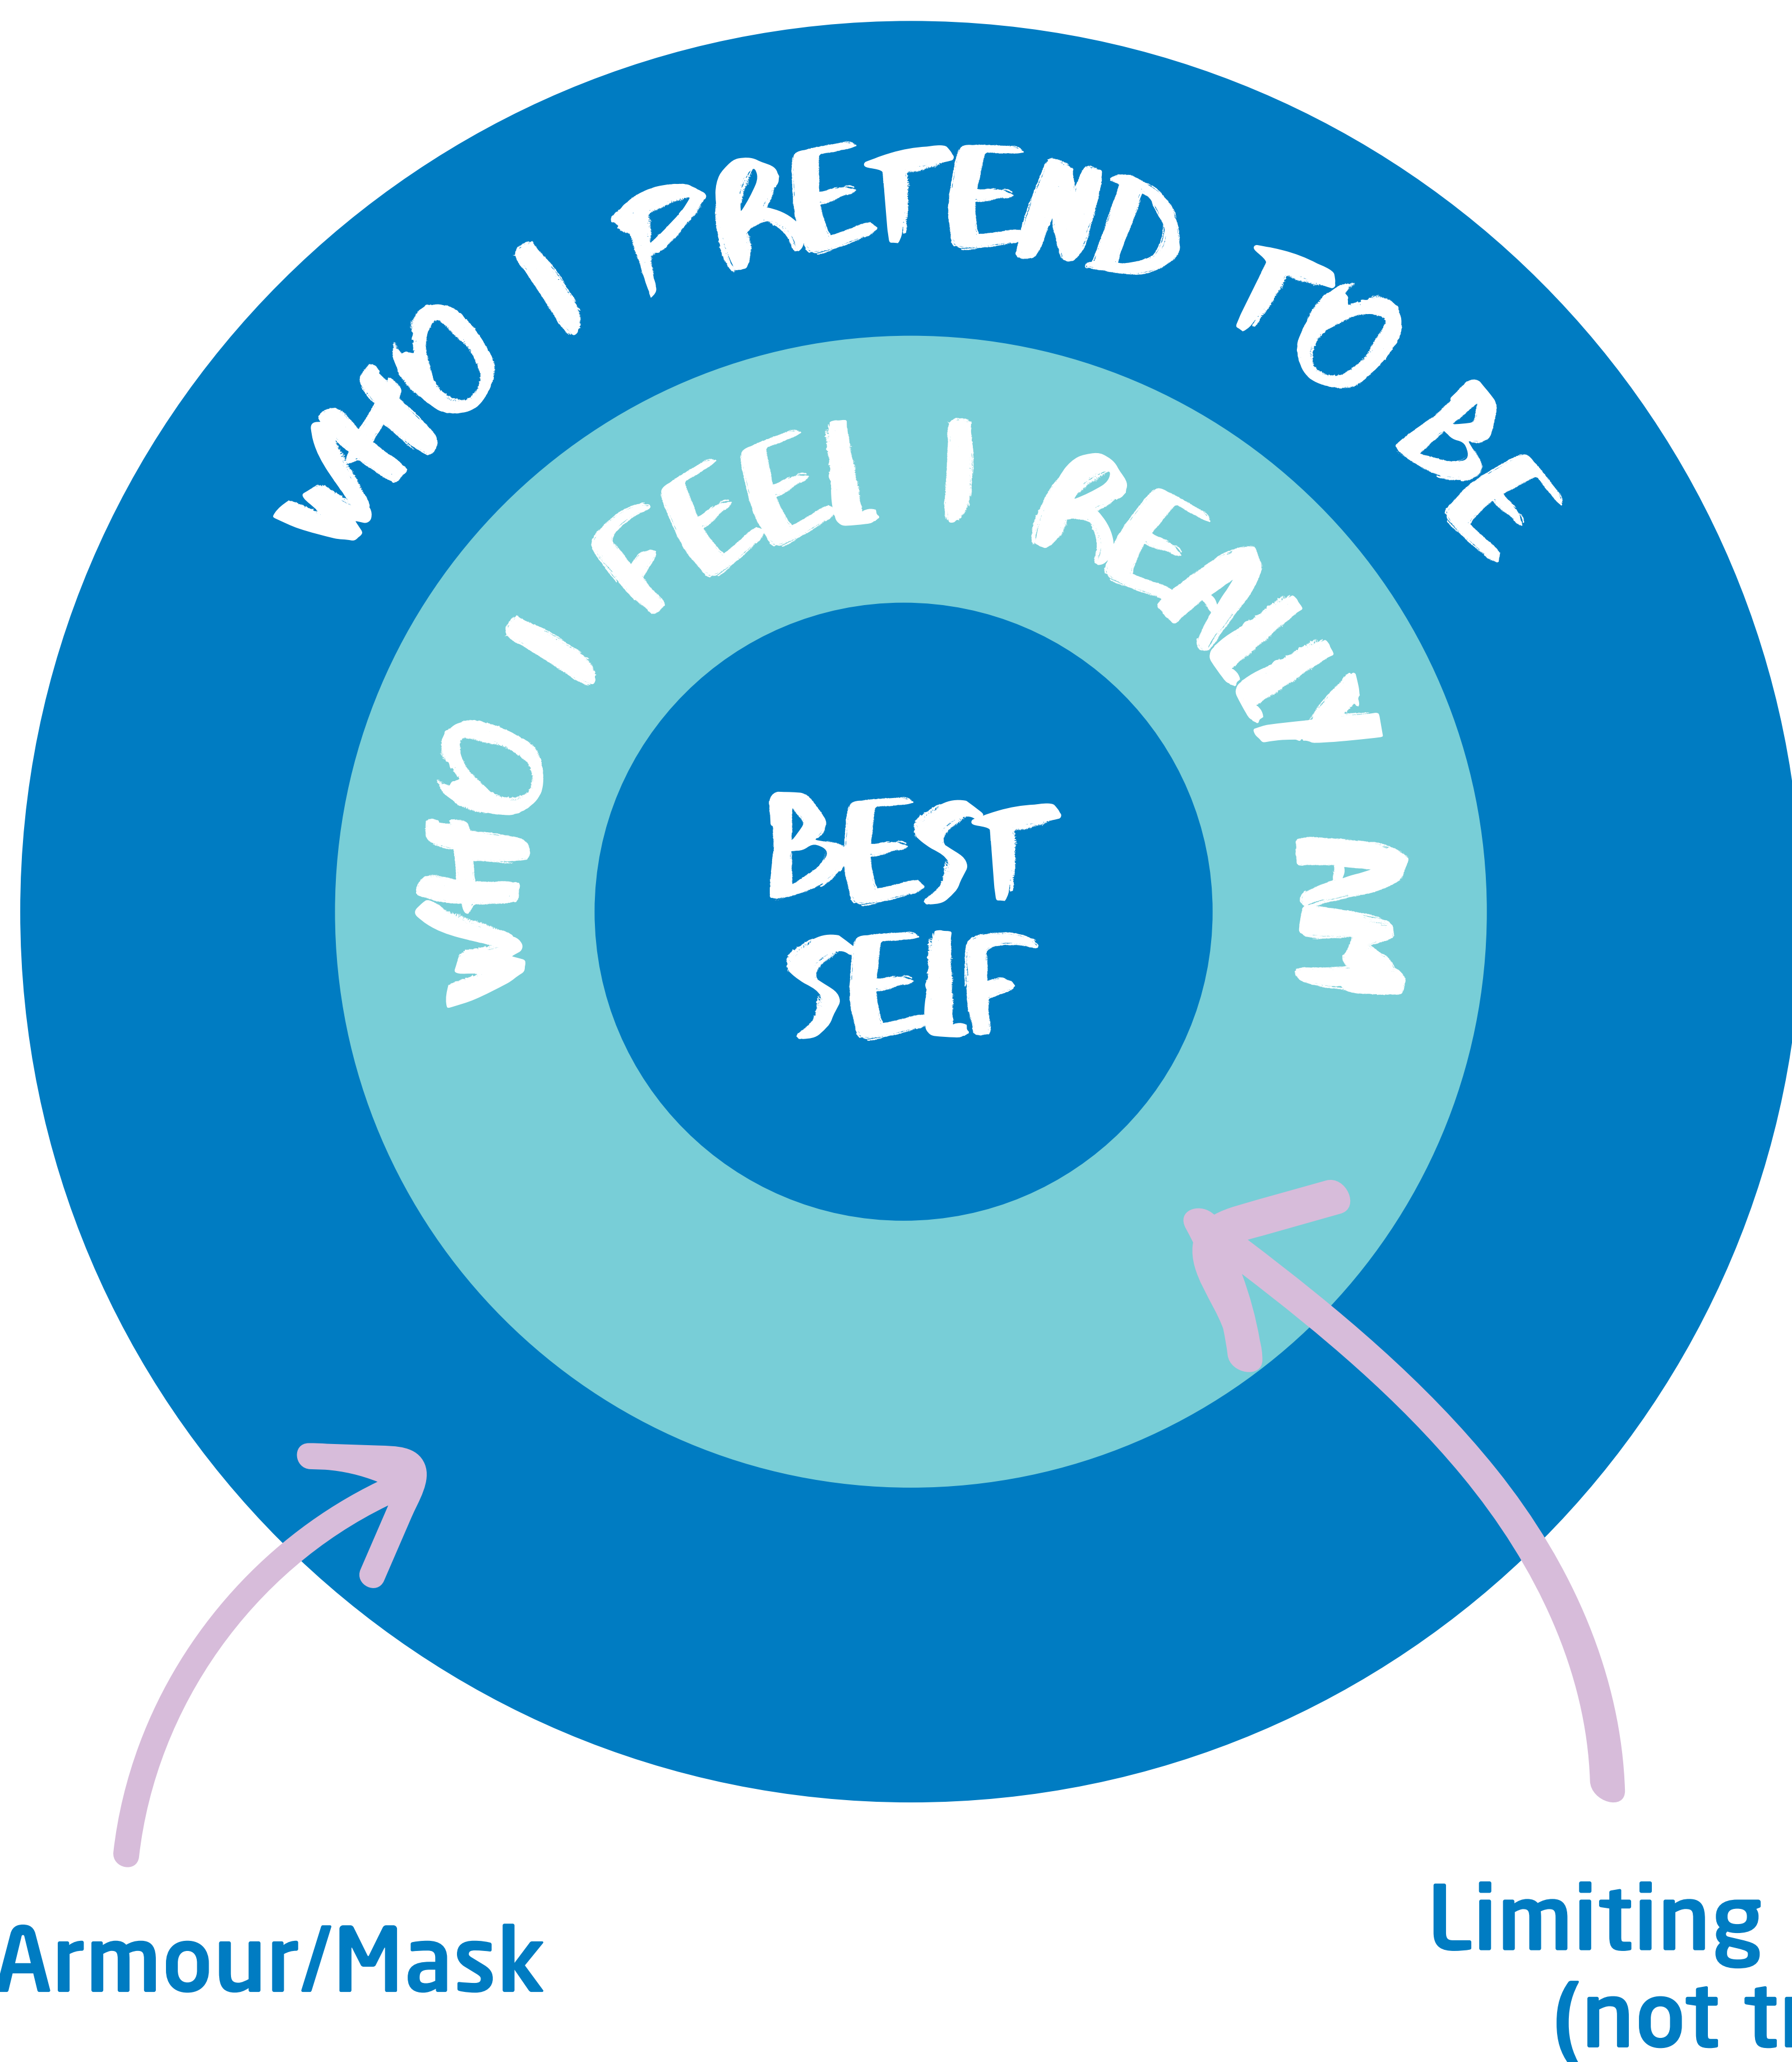 WHO I PRETEND TO BE
WHO I FEEL I REALLY AM
BEST
SELF
Armour/Mask
Limiting
(not